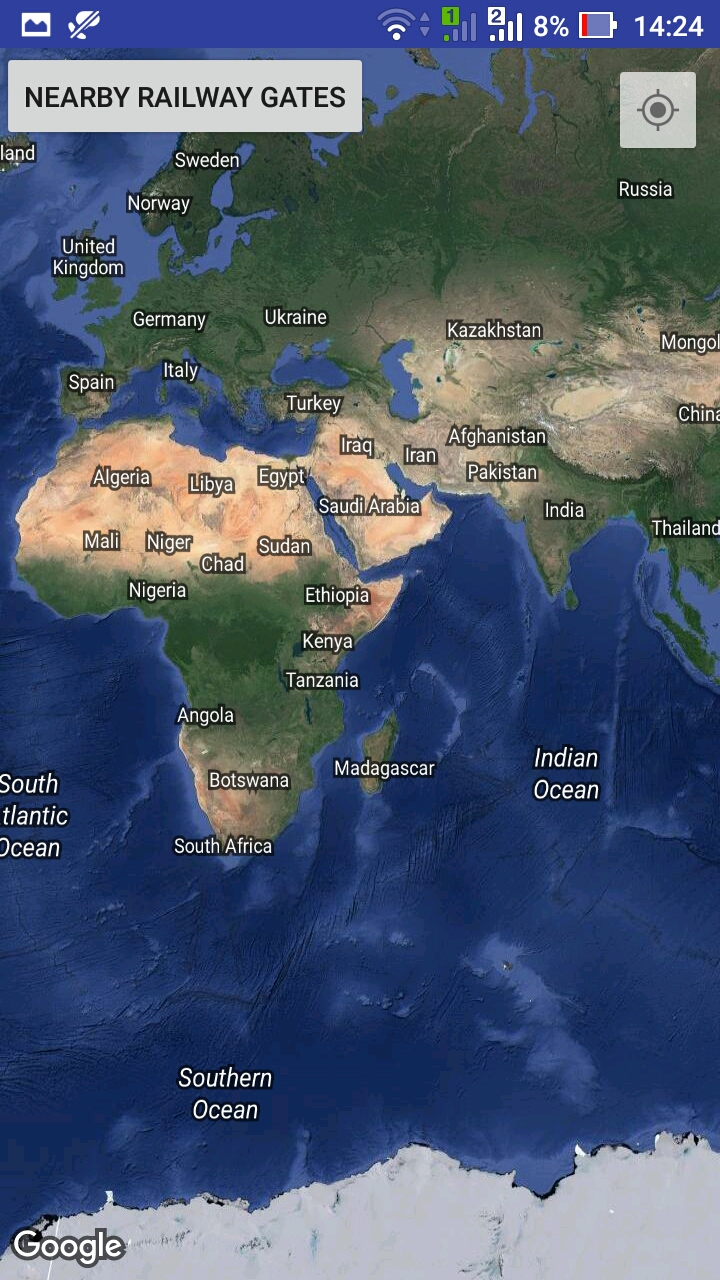 1 2 8% 14:24
NEARBY RAILWAY GATES
land
Sweden
Russia
Norway
United
Kingdom
Germany
Ukraine
Kazakhstan
Mongol
Italy
Spain
Turkey
China
Afghanistan
Iraq
Iran
Pakistan
Algeria
Libya
Egypt
Saudi Arabia
India
Thailand
Mali
Niger
Sudan
Chad
Nigeria
Ethiopia
Kenya
Tanzania
Angola
Madagascar
Botswana
Indian
Ocean
South
tlantic
Ocean
South Africa
Southern
Ocean
Google